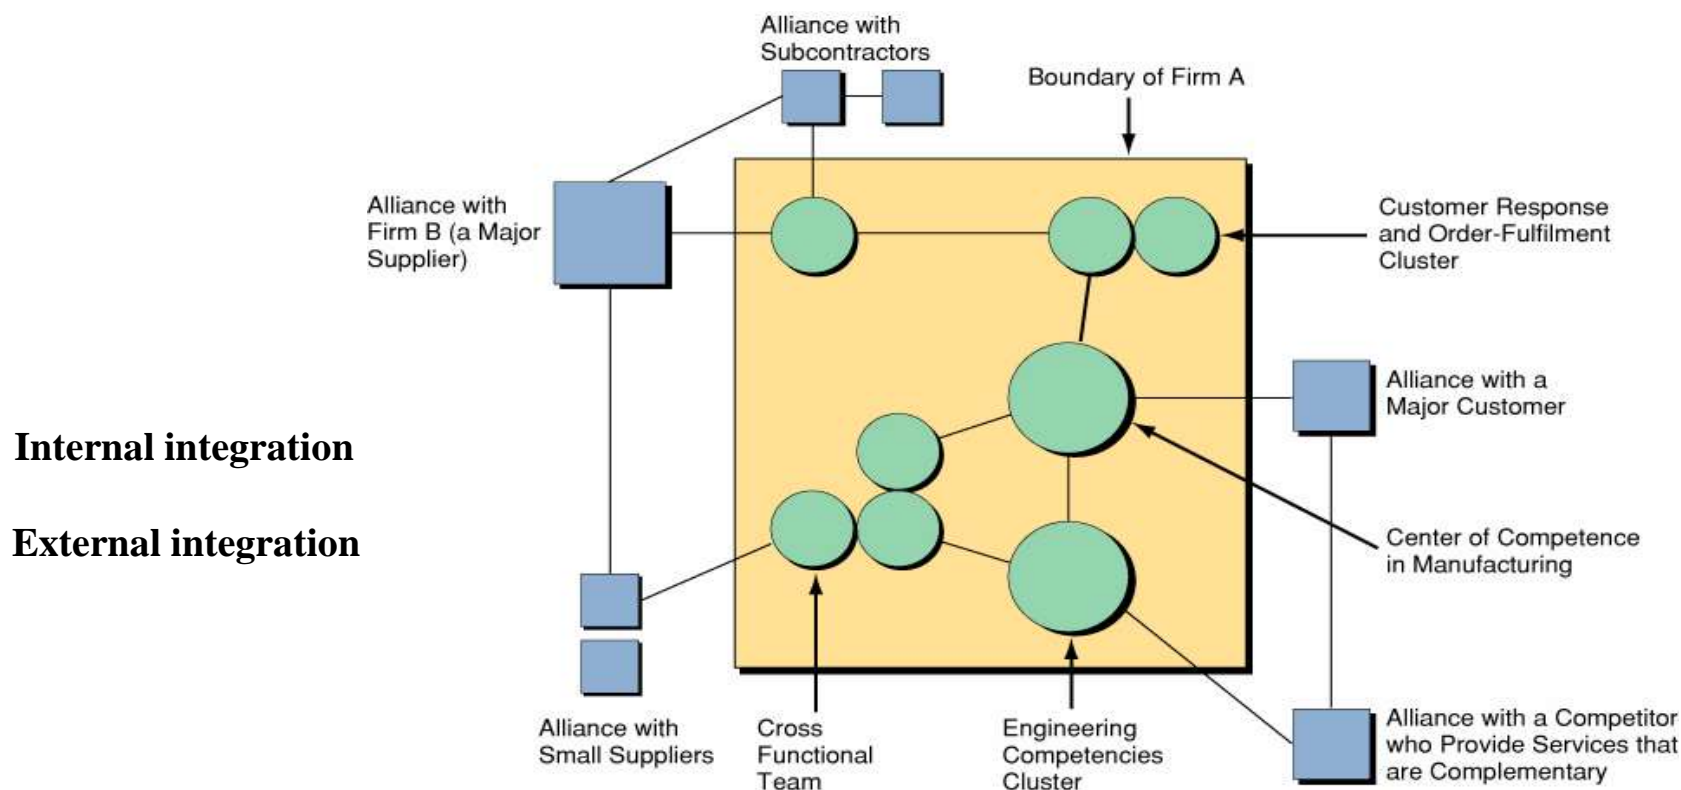 Alliance with
Subcontractors
Boundary of Firm A
Alliance with
Firm B (a Major
Supplier)
Customer Response
and Order-Fulfilment
Cluster
Alliance with a
Major Customer
Internal integration
External integration
Center of Competence
in Manufacturing
Alliance with
Small Suppliers
Cross
Functional
Team
Engineering
Competencies
Cluster
Alliance with a Competitor
who Provide Services that
are Complementary